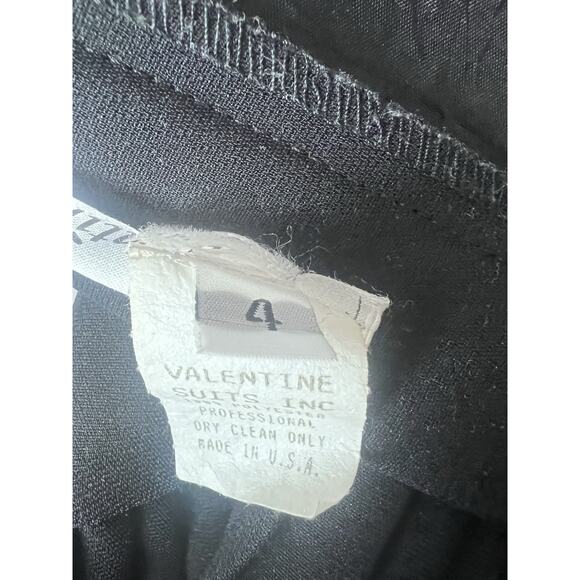 4
VALENTINE
SUITS INC
PROFESSIONAL
DRY CLEAN ONLY
MADE IN U.S.A.